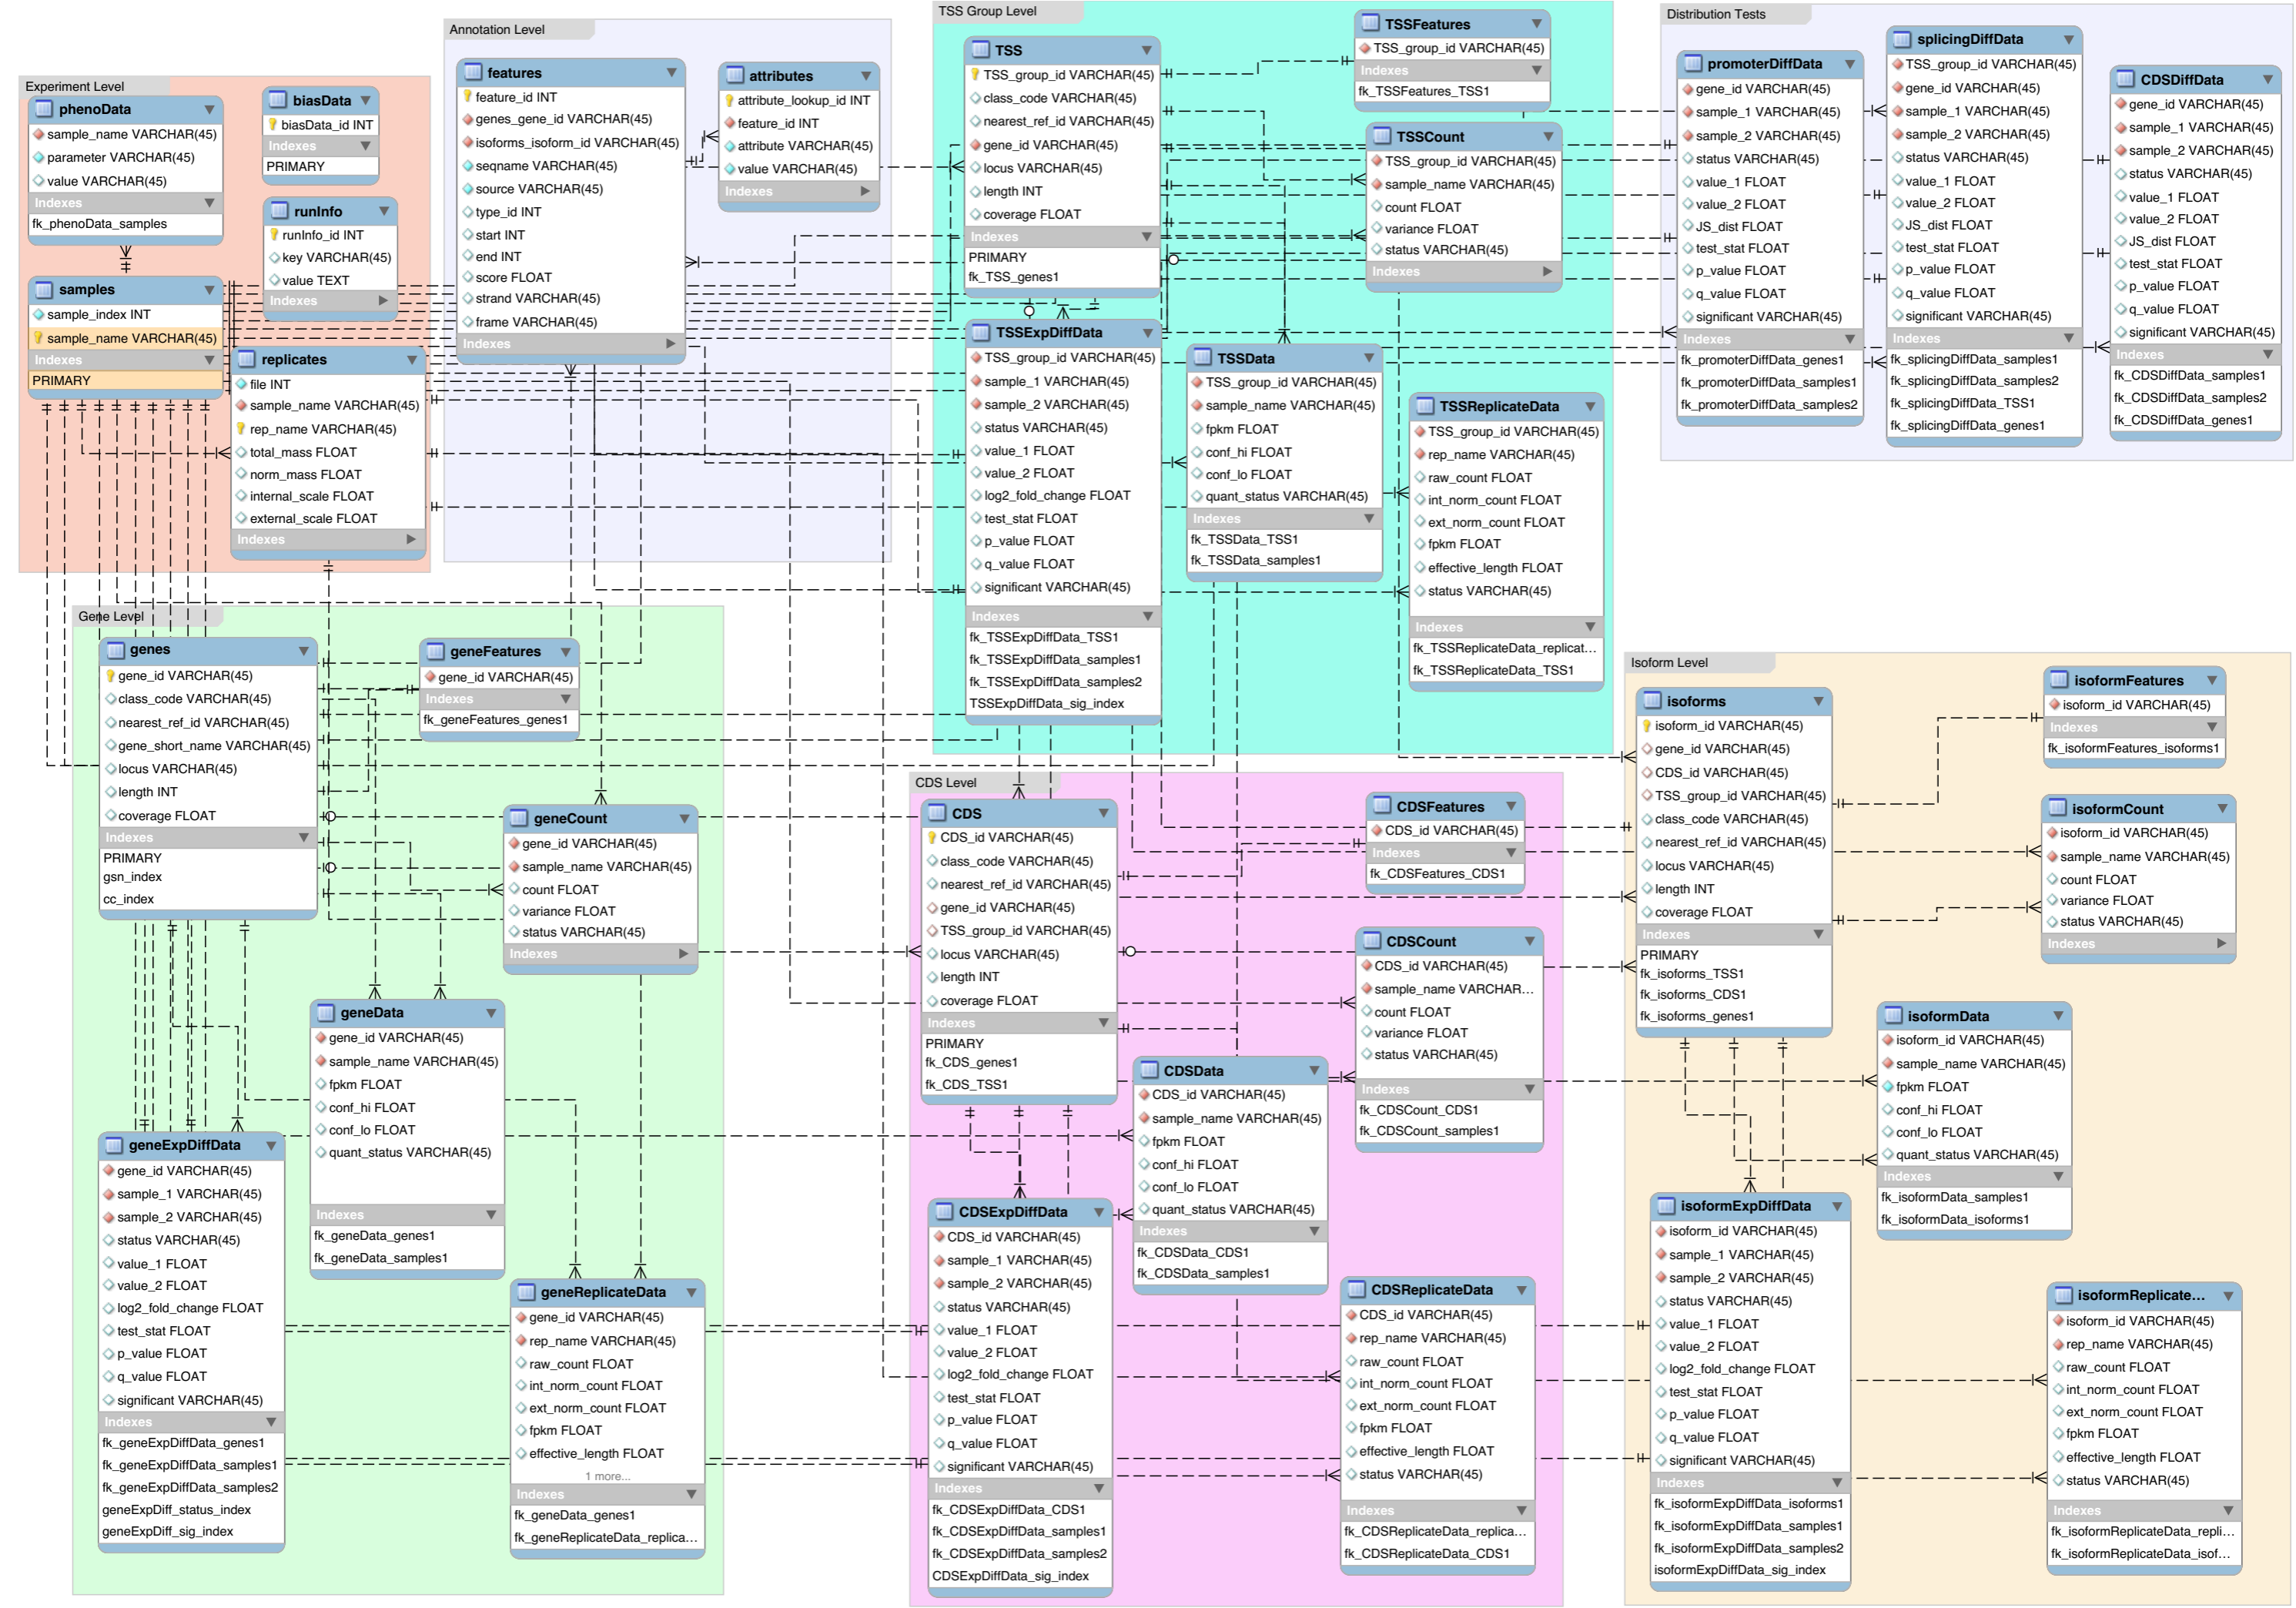 Experiment Level
phenoData
sample_name VARCHAR(45)
parameter VARCHAR(45)
value VARCHAR(45)
Indexes
fk_phenoData_samples
biasData
biasData_id INT
Indexes
PRIMARY
runInfo
runInfo_id INT
key VARCHAR(45)
value TEXT
Indexes
samples
sample_index INT
sample_name VARCHAR(45)
Indexes
PRIMARY
replicates
file INT
sample_name VARCHAR(45)
rep_name VARCHAR(45)
total_mass FLOAT
norm_mass FLOAT
internal_scale FLOAT
external_scale FLOAT
Indexes
Annotation Level
features
feature_id INT
genes_gene_id VARCHAR(45)
isoforms_isoform_id VARCHAR(45)
seqname VARCHAR(45)
source VARCHAR(45)
type_id INT
start INT
end INT
score FLOAT
strand VARCHAR(45)
frame VARCHAR(45)
Indexes
attributes
attribute_lookup_id INT
feature_id INT
attribute VARCHAR(45)
value VARCHAR(45)
Indexes
TSS Group Level
TSS
TSS_group_id VARCHAR(45)
class_code VARCHAR(45)
nearest_ref_id VARCHAR(45)
gene_id VARCHAR(45)
locus VARCHAR(45)
length INT
coverage FLOAT
Indexes
PRIMARY
fk_TSS_genes1
TSSFeatures
TSS_group_id VARCHAR(45)
Indexes
fk_TSSFeatures_TSS1
TSSCount
TSS_group_id VARCHAR(45)
sample_name VARCHAR(45)
count FLOAT
variance FLOAT
status VARCHAR(45)
Indexes
TSSExpDiffData
TSS_group_id VARCHAR(45)
sample_1 VARCHAR(45)
sample_2 VARCHAR(45)
status VARCHAR(45)
value_1 FLOAT
value_2 FLOAT
log2_fold_change FLOAT
test_stat FLOAT
p_value FLOAT
q_value FLOAT
significant VARCHAR(45)
Indexes
fk_TSSExpDiffData_TSS1
fk_TSSExpDiffData_samples1
fk_TSSExpDiffData_samples2
TSSExpDiffData_sig_index
TSSData
TSS_group_id VARCHAR(45)
sample_name VARCHAR(45)
fpkm FLOAT
conf_hi FLOAT
conf_lo FLOAT
quant_status VARCHAR(45)
Indexes
fk_TSSData_TSS1
fk_TSSData_samples1
TSSReplicateData
TSS_group_id VARCHAR(45)
rep_name VARCHAR(45)
raw_count FLOAT
int_norm_count FLOAT
ext_norm_count FLOAT
fpkm FLOAT
effective_length FLOAT
status VARCHAR(45)
Indexes
fk_TSSReplicateData_replicat...
fk_TSSReplicateData_TSS1
Distribution Tests
promoterDiffData
gene_id VARCHAR(45)
sample_1 VARCHAR(45)
sample_2 VARCHAR(45)
status VARCHAR(45)
value_1 FLOAT
value_2 FLOAT
JS_dist FLOAT
test_stat FLOAT
p_value FLOAT
q_value FLOAT
significant VARCHAR(45)
Indexes
fk_promoterDiffData_genes1
fk_promoterDiffData_samples1
fk_promoterDiffData_samples2
splicingDiffData
TSS_group_id VARCHAR(45)
gene_id VARCHAR(45)
sample_1 VARCHAR(45)
sample_2 VARCHAR(45)
status VARCHAR(45)
value_1 FLOAT
value_2 FLOAT
JS_dist FLOAT
test_stat FLOAT
p_value FLOAT
q_value FLOAT
significant VARCHAR(45)
Indexes
fk_splicingDiffData_samples1
fk_splicingDiffData_samples2
fk_splicingDiffData_TSS1
fk_splicingDiffData_genes1
CDSDiffData
gene_id VARCHAR(45)
sample_1 VARCHAR(45)
sample_2 VARCHAR(45)
status VARCHAR(45)
value_1 FLOAT
value_2 FLOAT
JS_dist FLOAT
test_stat FLOAT
p_value FLOAT
q_value FLOAT
significant VARCHAR(45)
Indexes
fk_CDSDiffData_samples1
fk_CDSDiffData_samples2
fk_CDSDiffData_genes1
Gene Level
genes
gene_id VARCHAR(45)
class_code VARCHAR(45)
nearest_ref_id VARCHAR(45)
gene_short_name VARCHAR(45)
locus VARCHAR(45)
length INT
coverage FLOAT
Indexes
PRIMARY
gsn_index
cc_index
geneFeatures
gene_id VARCHAR(45)
Indexes
fk_geneFeatures_genes1
geneCount
gene_id VARCHAR(45)
sample_name VARCHAR(45)
count FLOAT
variance FLOAT
status VARCHAR(45)
Indexes
geneData
gene_id VARCHAR(45)
sample_name VARCHAR(45)
fpkm FLOAT
conf_hi FLOAT
conf_lo FLOAT
quant_status VARCHAR(45)
Indexes
fk_geneData_genes1
fk_geneData_samples1
geneExpDiffData
gene_id VARCHAR(45)
sample_1 VARCHAR(45)
sample_2 VARCHAR(45)
status VARCHAR(45)
value_1 FLOAT
value_2 FLOAT
log2_fold_change FLOAT
test_stat FLOAT
p_value FLOAT
q_value FLOAT
significant VARCHAR(45)
Indexes
fk_geneExpDiffData_genes1
fk_geneExpDiffData_samples1
fk_geneExpDiffData_samples2
geneExpDiff_status_index
geneExpDiff_sig_index
geneReplicateData
gene_id VARCHAR(45)
rep_name VARCHAR(45)
raw_count FLOAT
int_norm_count FLOAT
ext_norm_count FLOAT
fpkm FLOAT
effective_length FLOAT
1 more...
Indexes
fk_geneData_genes1
fk_geneReplicateData_replica...
CDS Level
CDS
CDS_id VARCHAR(45)
class_code VARCHAR(45)
nearest_ref_id VARCHAR(45)
gene_id VARCHAR(45)
TSS_group_id VARCHAR(45)
locus VARCHAR(45)
length INT
coverage FLOAT
Indexes
PRIMARY
fk_CDS_genes1
fk_CDS_TSS1
CDSFeatures
CDS_id VARCHAR(45)
Indexes
fk_CDSFeatures_CDS1
CDSCount
CDS_id VARCHAR(45)
sample_name VARCHAR...
count FLOAT
variance FLOAT
status VARCHAR(45)
Indexes
fk_CDSCount_CDS1
fk_CDSCount_samples1
CDSData
CDS_id VARCHAR(45)
sample_name VARCHAR(45)
fpkm FLOAT
conf_hi FLOAT
conf_lo FLOAT
quant_status VARCHAR(45)
Indexes
fk_CDSData_CDS1
fk_CDSData_samples1
CDSExpDiffData
CDS_id VARCHAR(45)
sample_1 VARCHAR(45)
sample_2 VARCHAR(45)
status VARCHAR(45)
value_1 FLOAT
value_2 FLOAT
log2_fold_change FLOAT
test_stat FLOAT
p_value FLOAT
q_value FLOAT
significant VARCHAR(45)
Indexes
fk_CDSExpDiffData_CDS1
fk_CDSExpDiffData_samples1
fk_CDSExpDiffData_samples2
CDSExpDiffData_sig_index
CDSReplicateData
CDS_id VARCHAR(45)
rep_name VARCHAR(45)
raw_count FLOAT
int_norm_count FLOAT
ext_norm_count FLOAT
fpkm FLOAT
effective_length FLOAT
status VARCHAR(45)
Indexes
fk_CDSReplicateData_replica...
fk_CDSReplicateData_CDS1
Isoform Level
isoforms
isoform_id VARCHAR(45)
gene_id VARCHAR(45)
CDS_id VARCHAR(45)
TSS_group_id VARCHAR(45)
class_code VARCHAR(45)
nearest_ref_id VARCHAR(45)
locus VARCHAR(45)
length INT
coverage FLOAT
Indexes
PRIMARY
fk_isoforms_TSS1
fk_isoforms_CDS1
fk_isoforms_genes1
isoformFeatures
isoform_id VARCHAR(45)
Indexes
fk_isoformFeatures_isoforms1
isoformCount
isoform_id VARCHAR(45)
sample_name VARCHAR(45)
count FLOAT
variance FLOAT
status VARCHAR(45)
Indexes
isoformData
isoform_id VARCHAR(45)
sample_name VARCHAR(45)
fpkm FLOAT
conf_hi FLOAT
conf_lo FLOAT
quant_status VARCHAR(45)
Indexes
fk_isoformData_samples1
fk_isoformData_isoforms1
isoformExpDiffData
isoform_id VARCHAR(45)
sample_1 VARCHAR(45)
sample_2 VARCHAR(45)
status VARCHAR(45)
value_1 FLOAT
value_2 FLOAT
log2_fold_change FLOAT
test_stat FLOAT
p_value FLOAT
q_value FLOAT
significant VARCHAR(45)
Indexes
fk_isoformExpDiffData_isoforms1
fk_isoformExpDiffData_samples1
fk_isoformExpDiffData_samples2
isoformExpDiffData_sig_index
isoformReplicate...
isoform_id VARCHAR(45)
rep_name VARCHAR(45)
raw_count FLOAT
int_norm_count FLOAT
ext_norm_count FLOAT
fpkm FLOAT
effective_length FLOAT
status VARCHAR(45)
Indexes
fk_isoformReplicateData_repli...
fk_isoformReplicateData_isof...